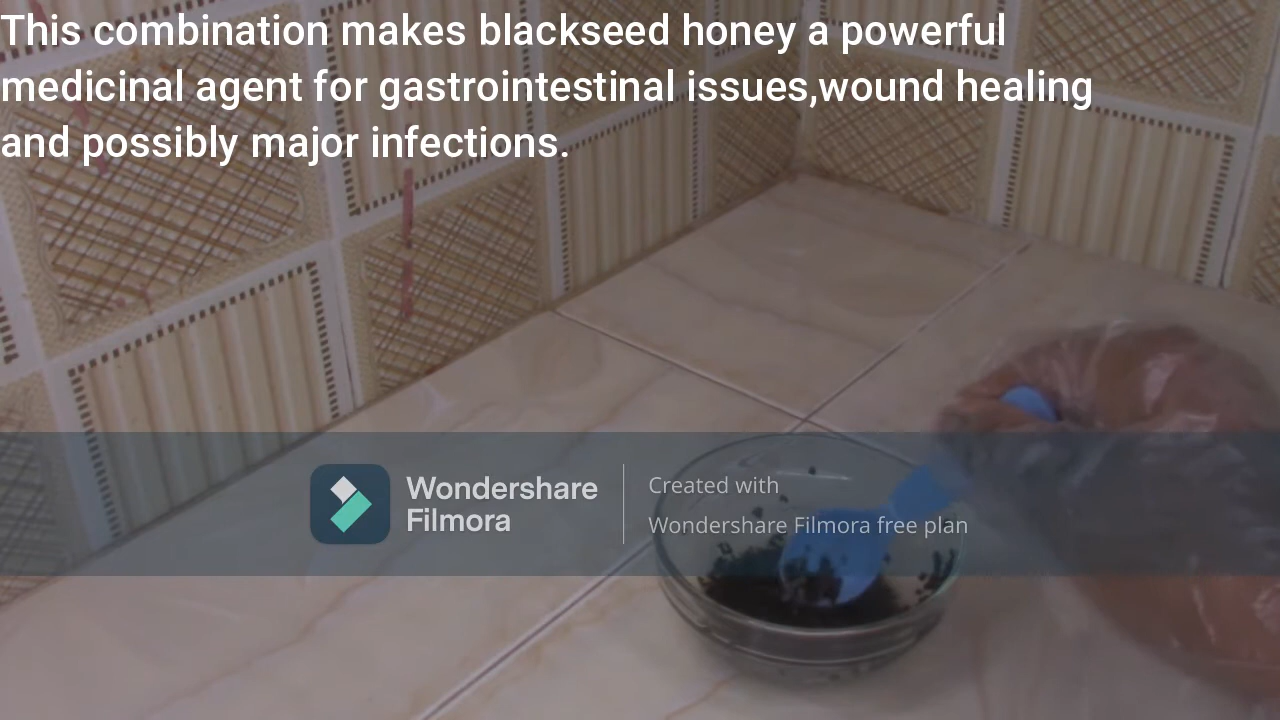 This combination makes blackseed honey a powerful
medicinal agent for gastrointestinal issues,wound healing
and possibly major infections.
Wondershare
Filmora
Created with
Wondershare Filmora free plan